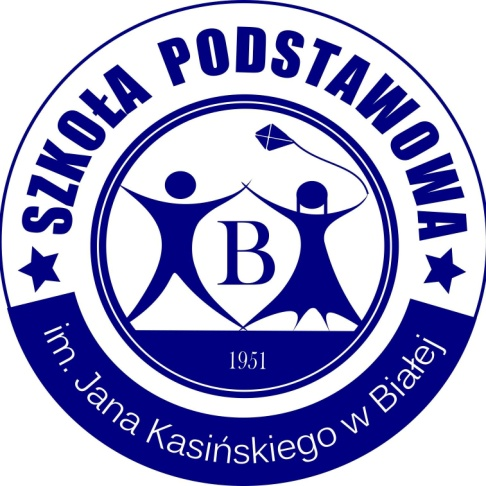 SZKOŁA PODSTAWOWA
B
1951
im. Jana Kasińskiego w Białej